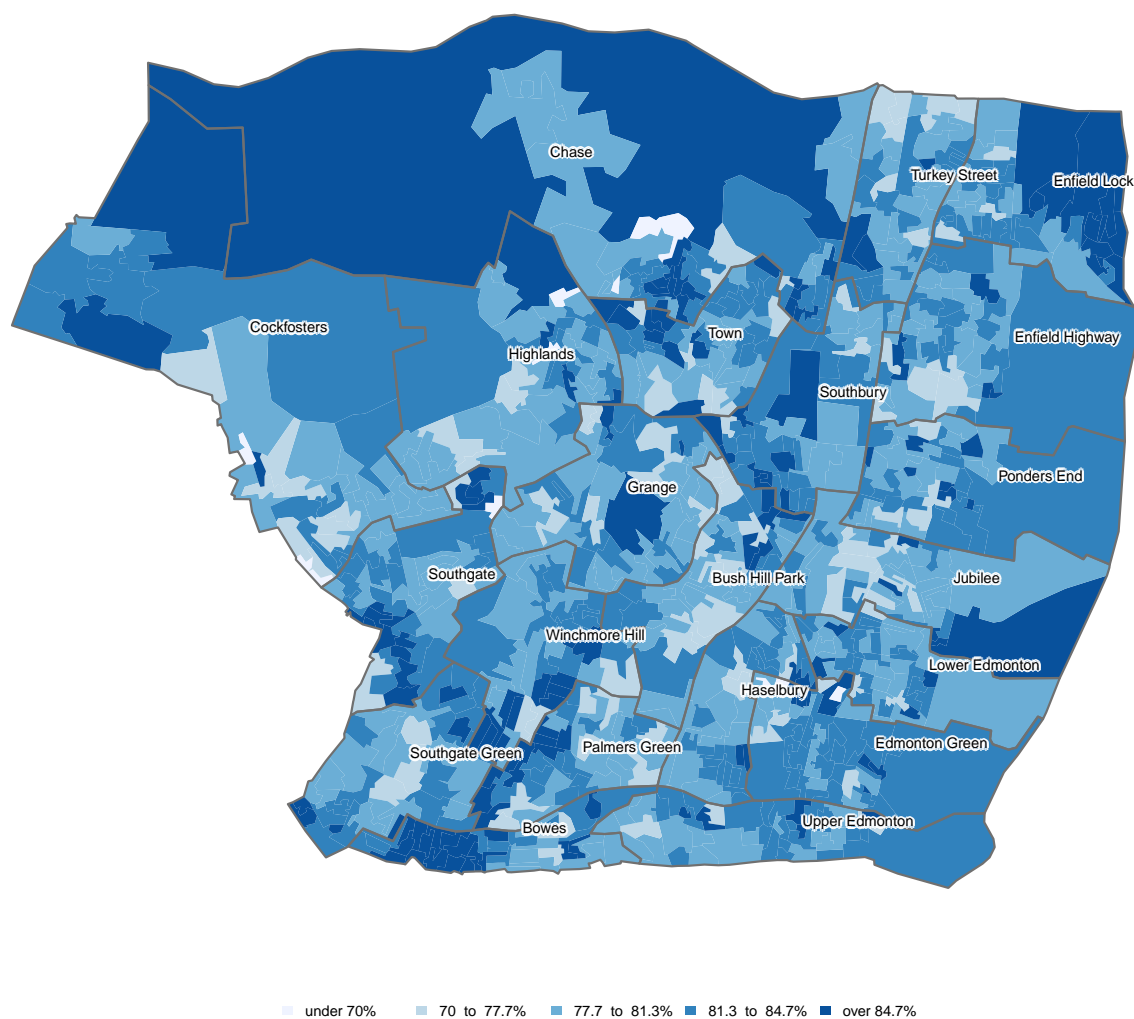 Chase
Turkey Street
Enfield Lock
Cockfosters
Town
Enfield Highway
Highlands
Southbury
Ponders End
Grange
Southgate
Bush Hill Park
Jubilee
Winchmore Hill
Lower Edmonton
Haselbury
Southgate Green
Palmers Green
Edmonton Green
Bowes
Upper Edmonton
under 70% 70 to 77.7% 77.7 to 81.3% 81.3 to 84.7% over 84.7%